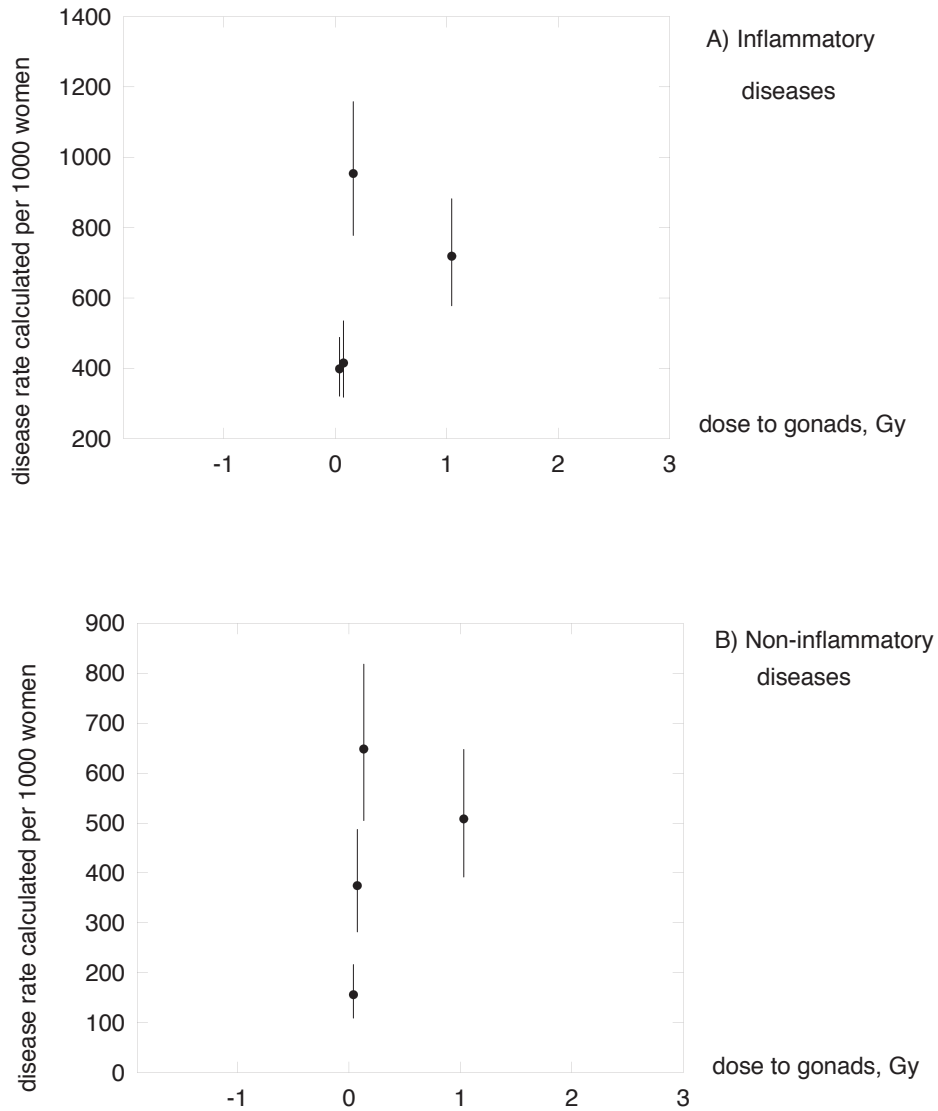 1400
A) Inflammatory
diseases
1200
1000
800
600
400
200
disease rate calculated per 1000 women
dose to gonads, Gy
-1 0 1 2 3
900
B) Non-inflammatory
diseases
800
700
600
500
400
300
200
100
0
disease rate calculated per 1000 women
dose to gonads, Gy
-1 0 1 2 3